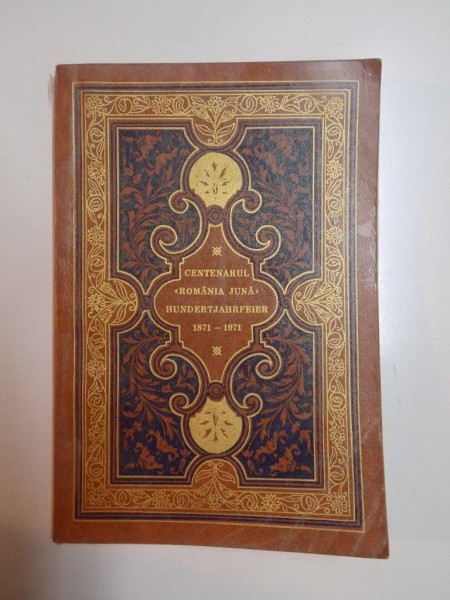 CENTENARUL
«ROMÂNIA JUNĂ»
HUNDERTJAHRFEIER
1871 – 1971